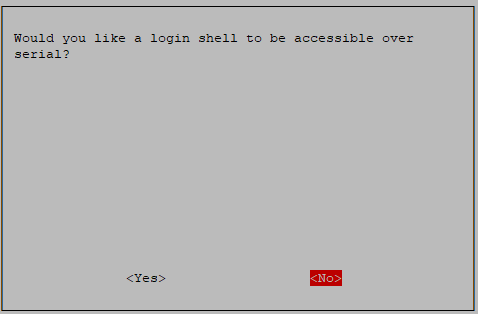 Would you like a login shell to be accessible over
serial?
<Yes> <No>